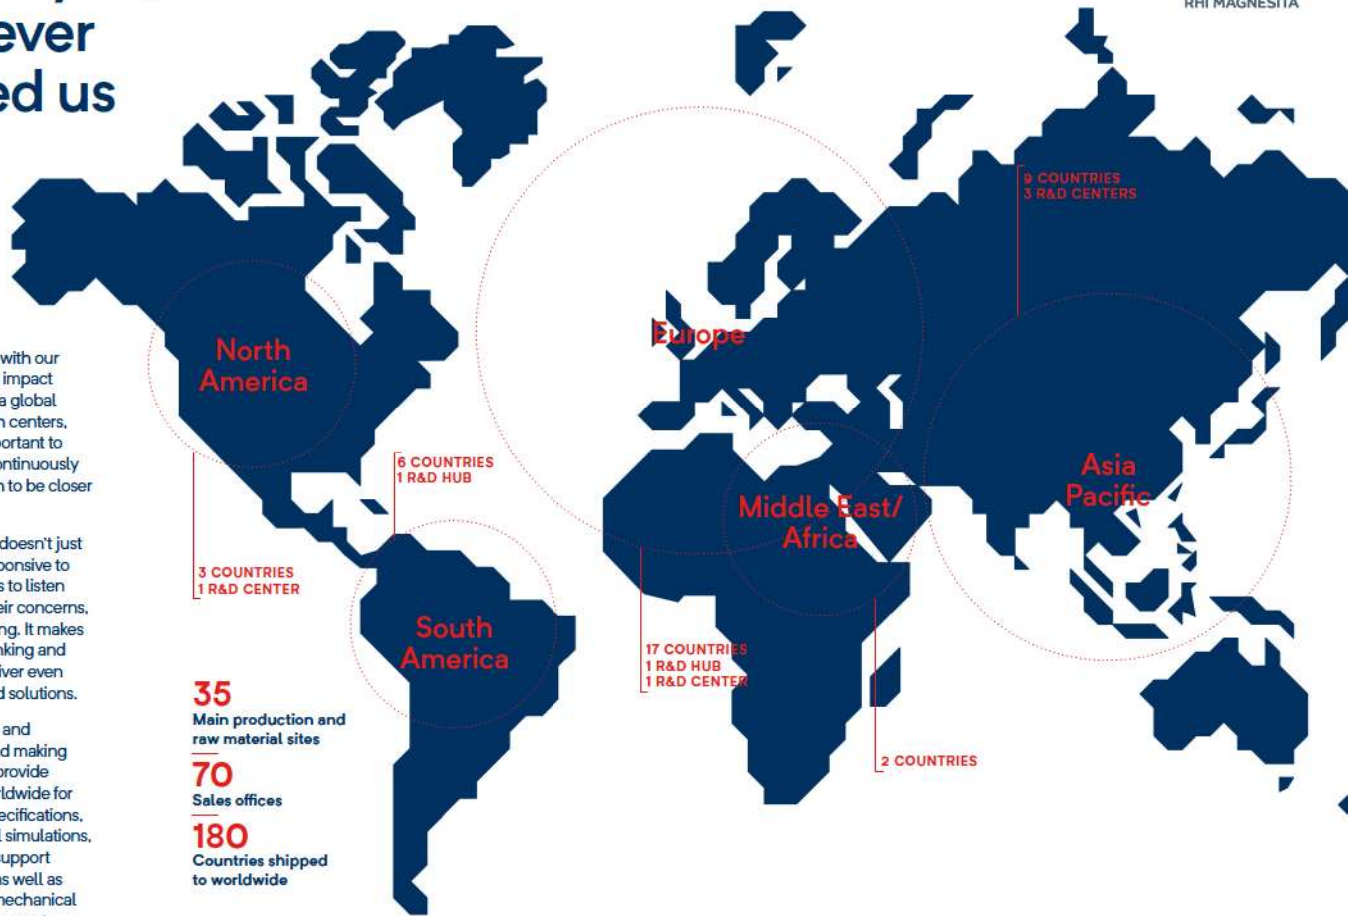 ever
ed us
RHI MAGNESITA
with our
impact
a global
centers,
portant to
ontinuously
to be closer
doesn't just
ponsive to
s to listen
eir concerns,
ng. It makes
nking and
iver even
d solutions.
and
d making
provide
rldwide for
ecifications,
l simulations,
support
as well as
mechanical
North
America
3 COUNTRIES
1 R&D CENTER
6 COUNTRIES
1 R&D HUB
South
America
35
Main production and
raw material sites
70
Sales offices
180
Countries shipped
to worldwide
Europe
17 COUNTRIES
1 R&D HUB
1 R&D CENTER
Middle East/
Africa
2 COUNTRIES
9 COUNTRIES
3 R&D CENTERS
Asia
Pacific